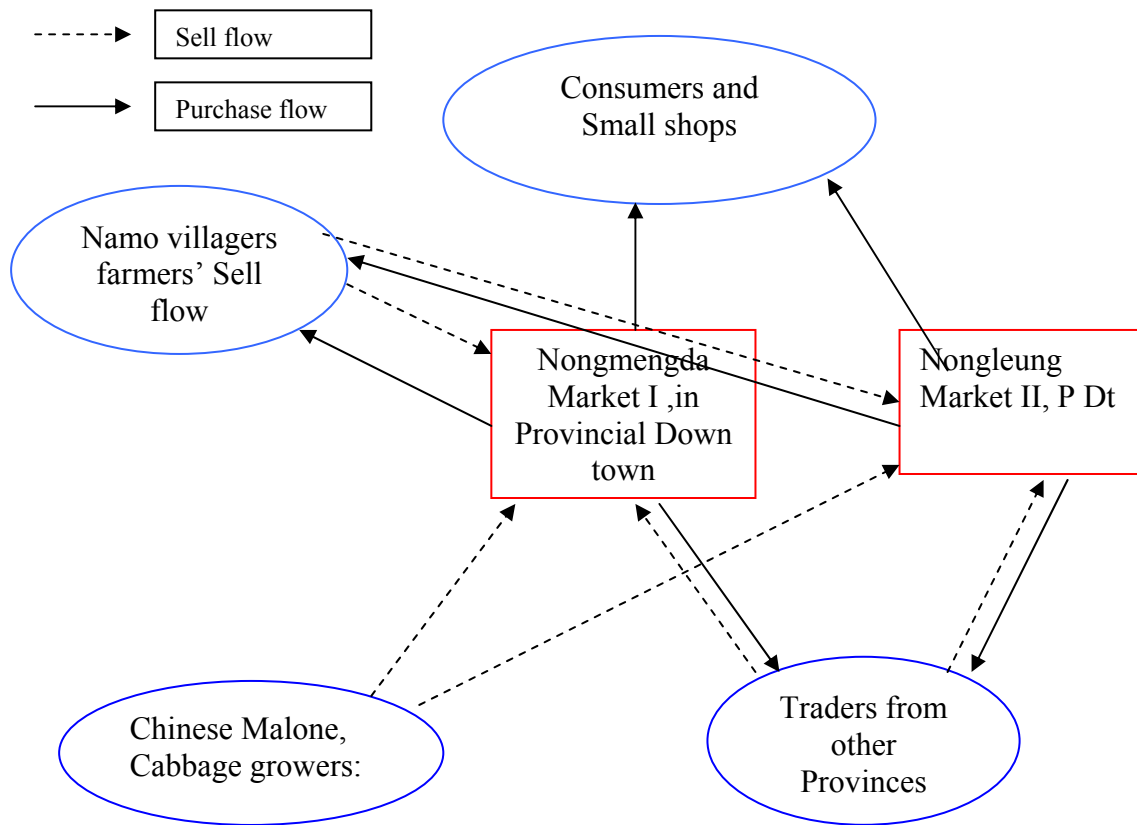 Sell flow
Purchase flow
Consumers and
Small shops
Namo villagers
farmers’ Sell
flow
Nongmengda
Market I ,in
Provincial Down
town
Nongleung
Market II, P Dt
Chinese Malone,
Cabbage growers:
Traders from
other
Provinces